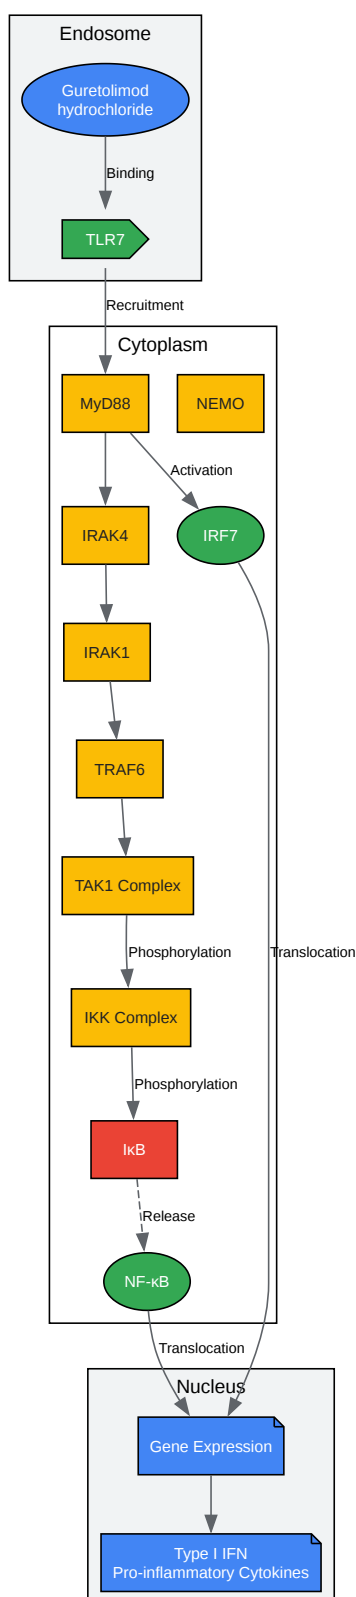 Endosome
Guretolimod
hydrochloride
Binding
TLR7
Recruitment
Cytoplasm
MyD88
NEMO
Activation
IRAK4
IRF7
IRAK1
TRAF6
TAK1 Complex
Phosphorylation
Translocation
IKK Complex
Phosphorylation
IκB
Release
NF-κB
Translocation
Nucleus
Gene Expression
Type I IFN
Pro-inflammatory Cytokines